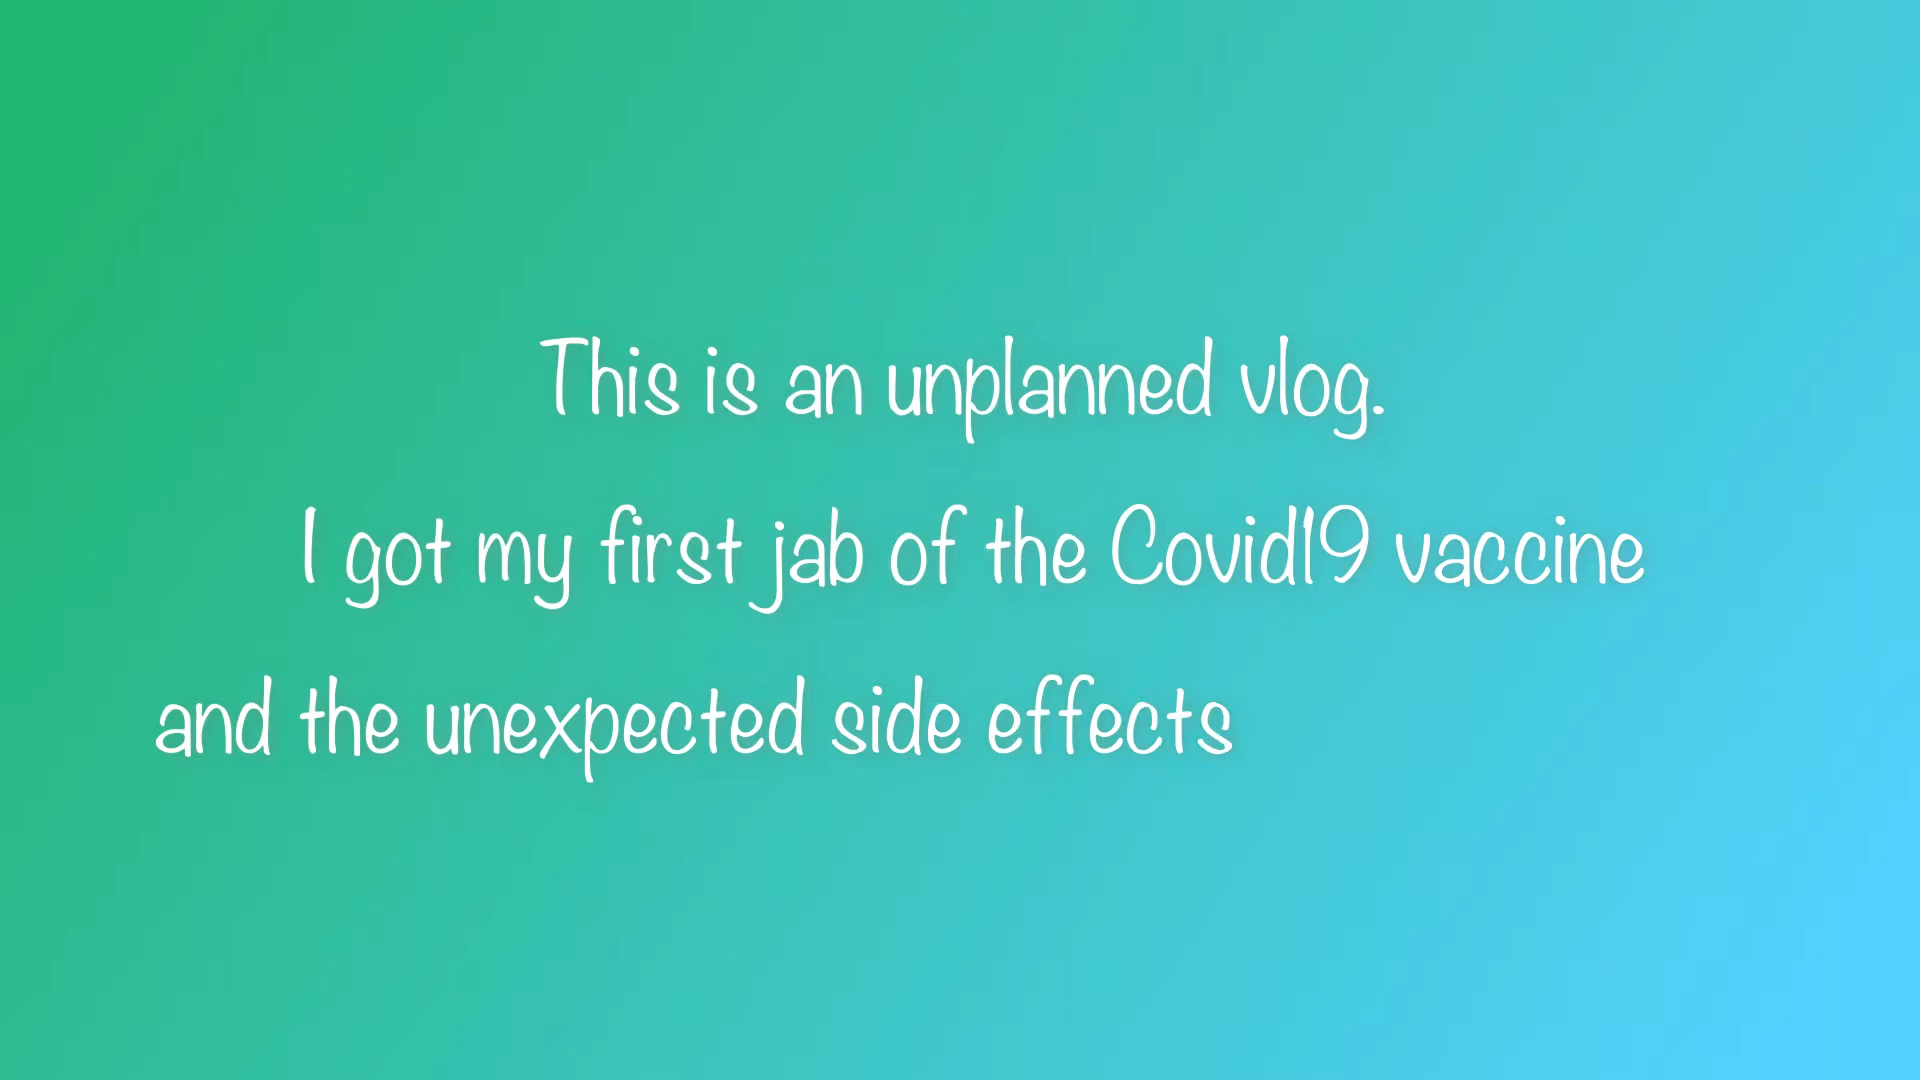 This is an unplanned vlog.
I got my first jab of the Covid19 vaccine
and the unexpected side effects